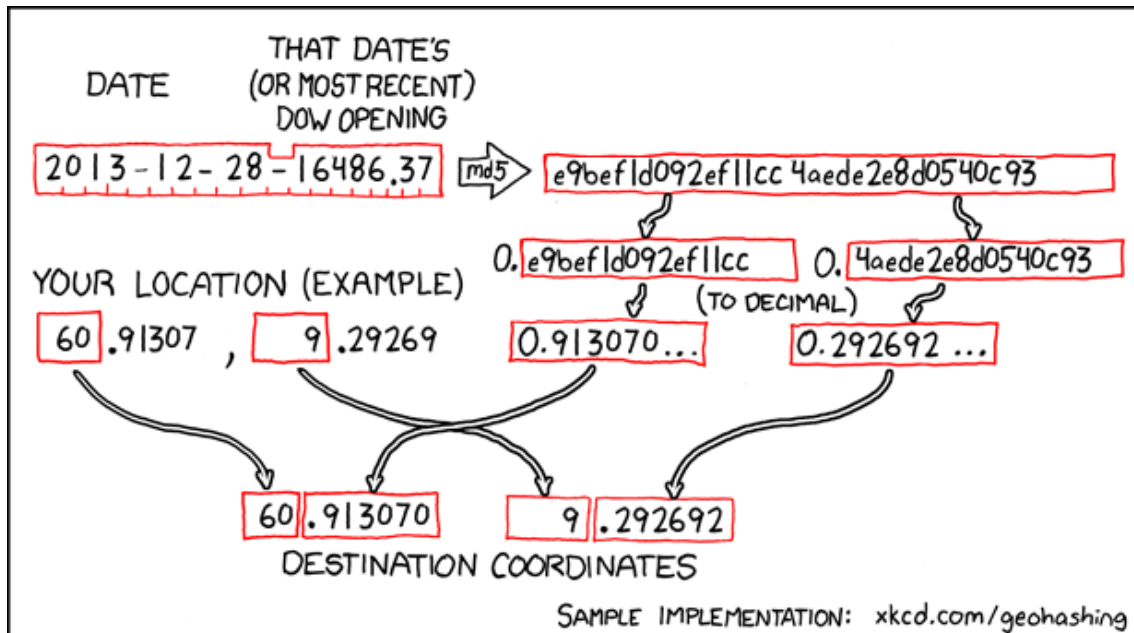 DATE
THAT DATE'S
(OR MOST RECENT)
DOW OPENING
2013-12-28-16486.37
md5
e9bef1d092ef11cc4aede2e8d0540c93
0.e9bef1d092ef11cc
0.4aede2e8d0540c93
YOUR LOCATION (EXAMPLE)
(TO DECIMAL)
60.91307, 9.29269
0.913070...
0.292692...
60.913070
9.292692
DESTINATION COORDINATES
SAMPLE IMPLEMENTATION: xkcd.com/geohashing